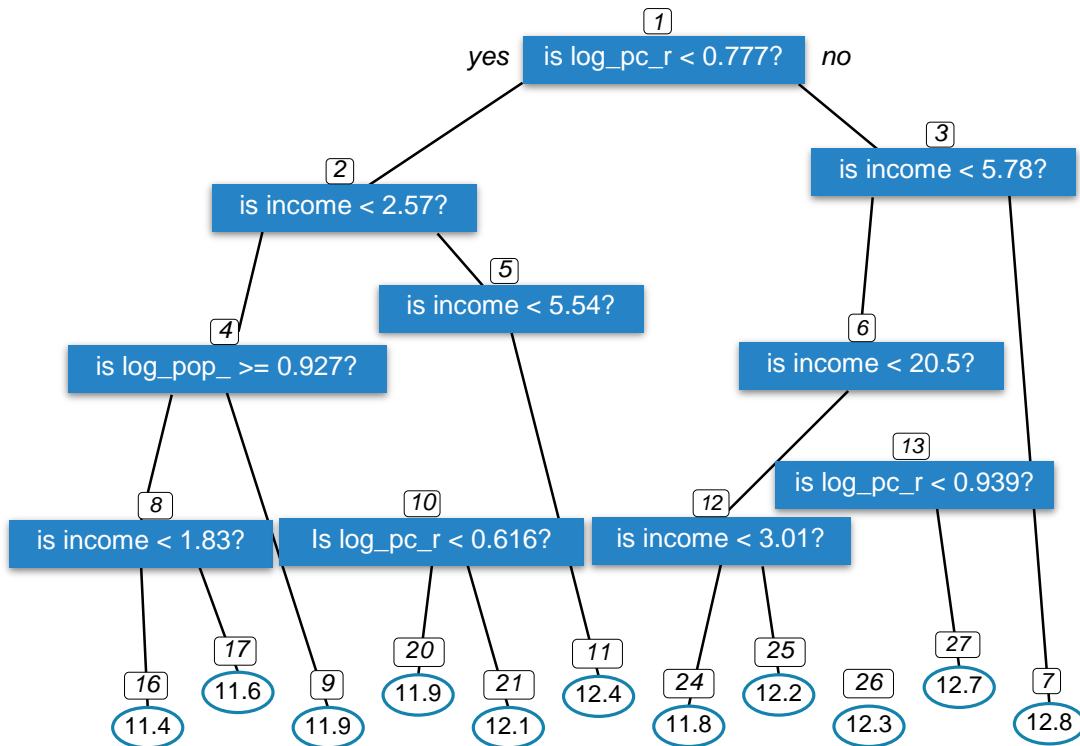 1
yes
is log_pc_r < 0.777?
no
3
is income < 5.78?
2
is income < 2.57?
5
is income < 5.54?
4
is log_pop_ >= 0.927?
6
is income < 20.5?
13
is log_pc_r < 0.939?
8
is income < 1.83?
10
Is log_pc_r < 0.616?
12
is income < 3.01?
16
11.4
17
11.6
9
11.9
20
11.9
21
12.1
11
12.4
24
11.8
25
12.2
26
12.3
27
12.7
7
12.8